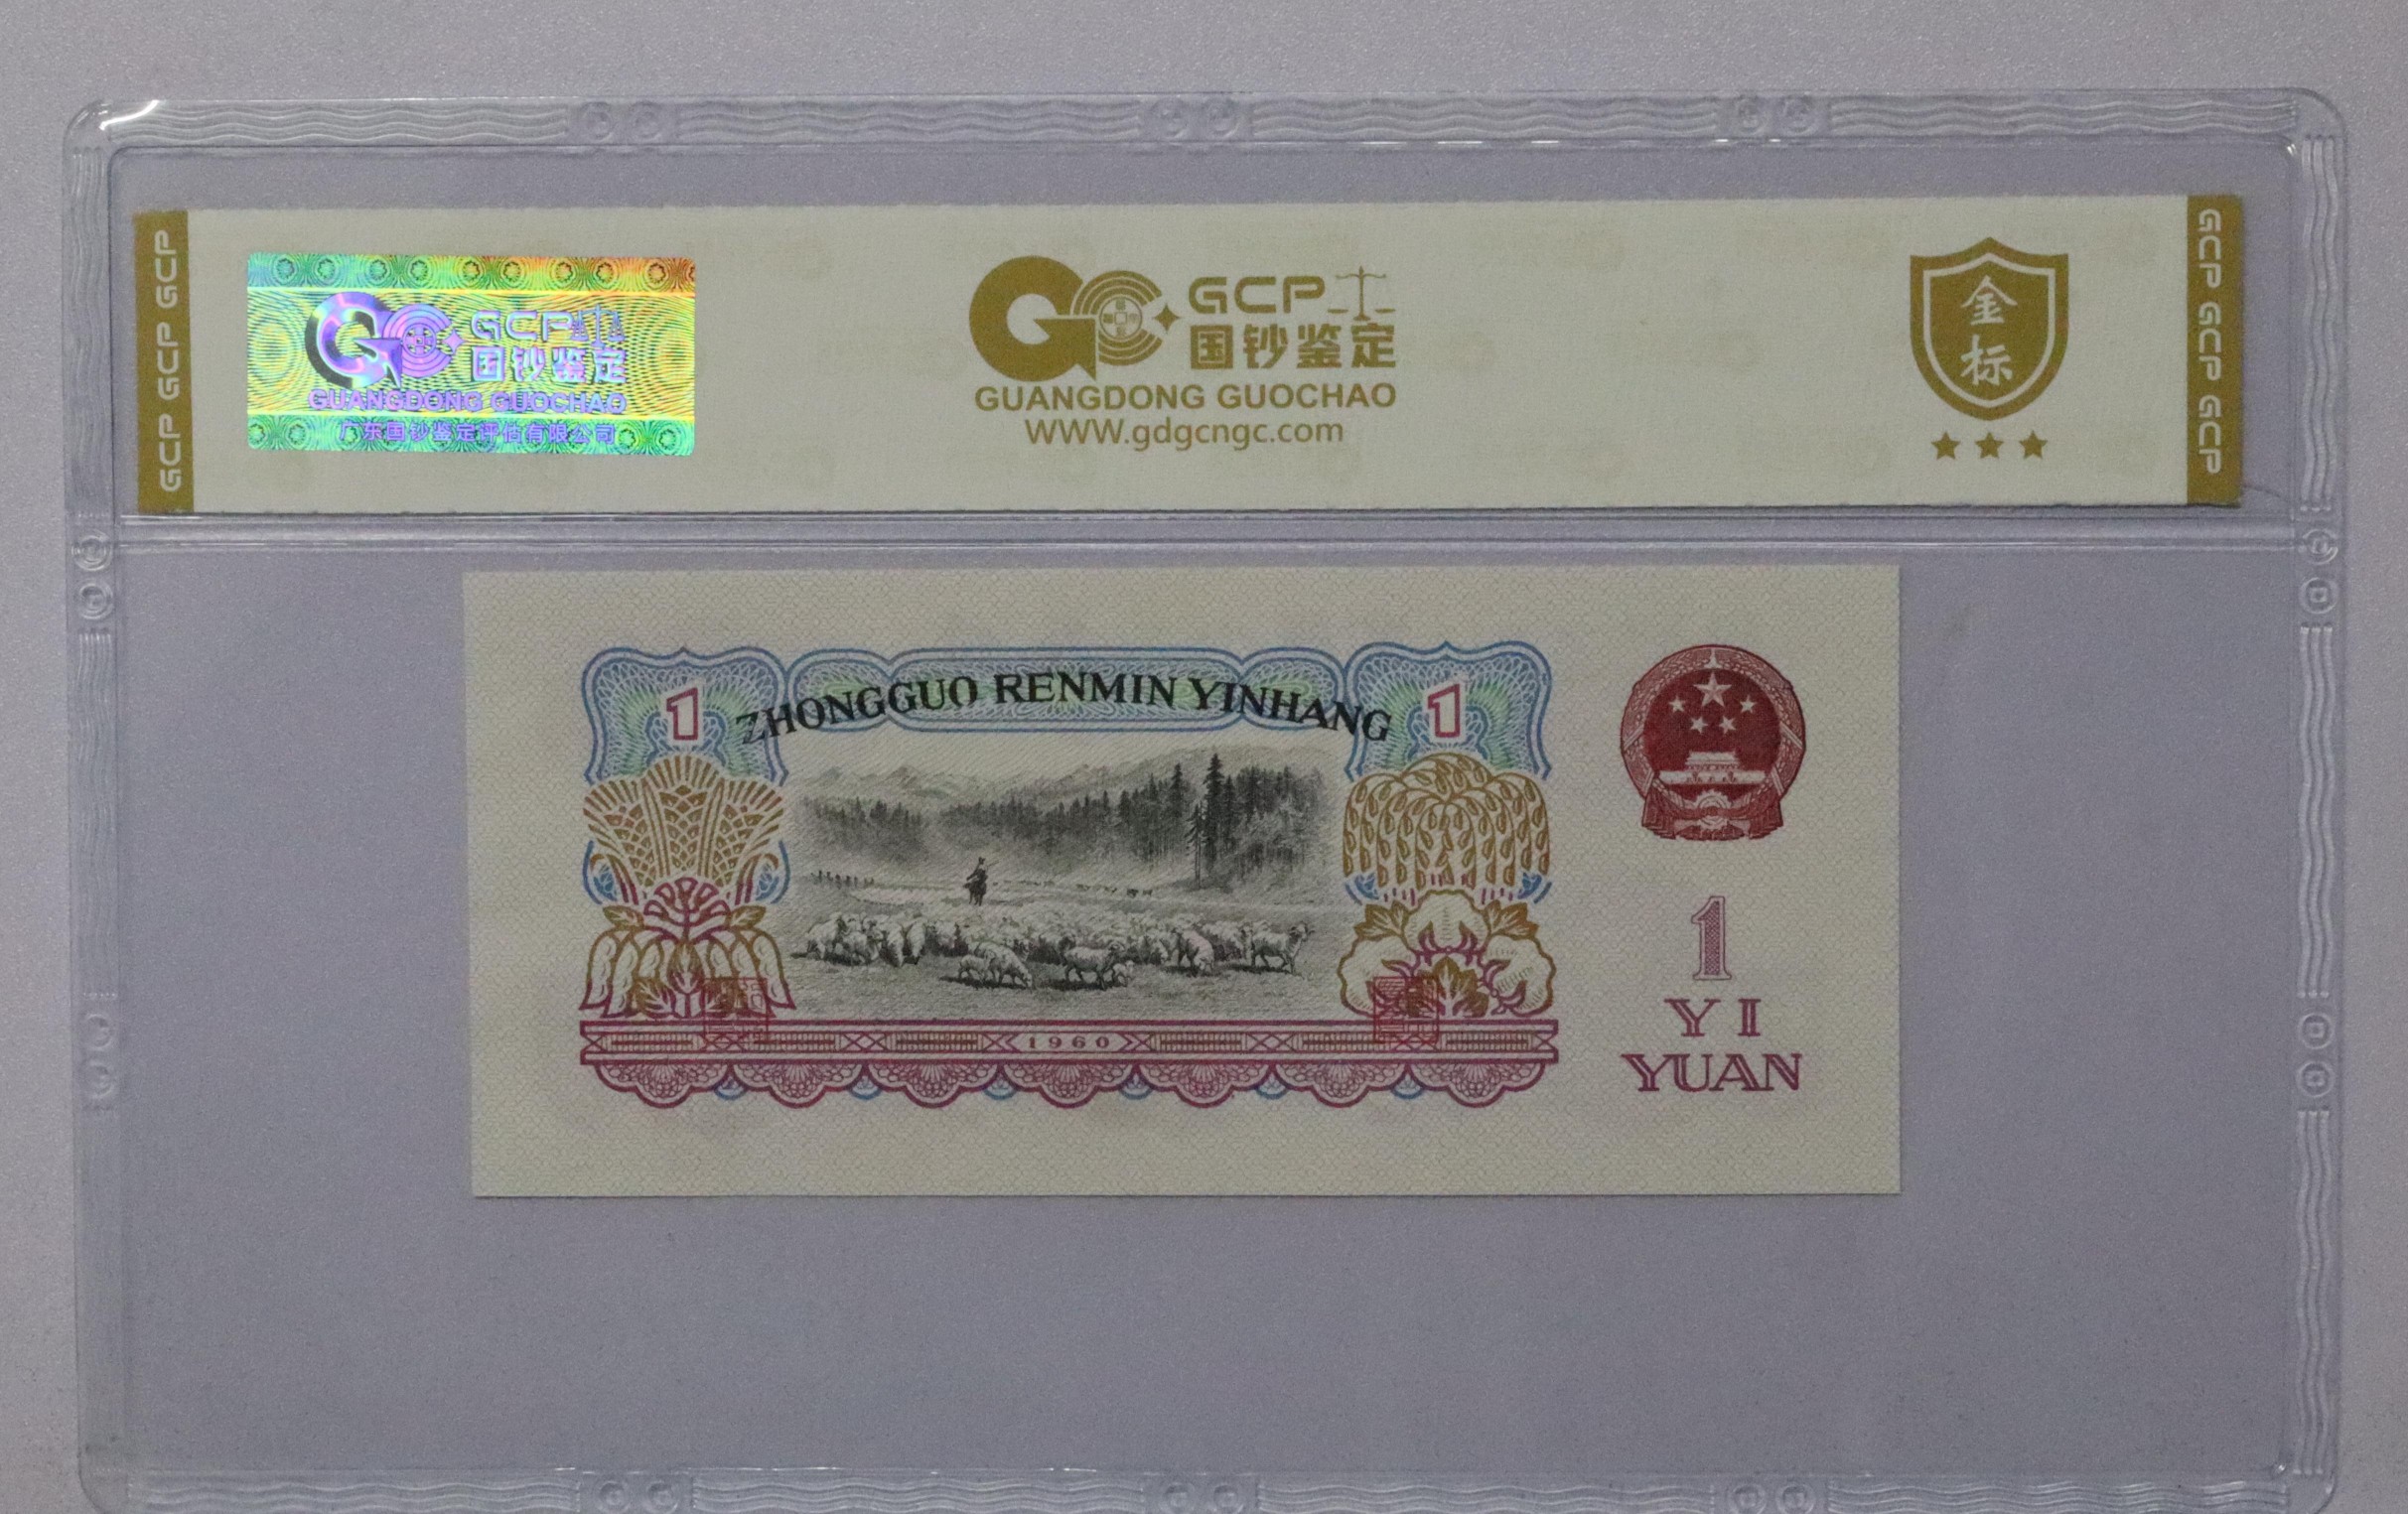 GCP GCP GCP
GCP
国钞鉴定
GUANGDONG GUOCHAO
广东国钞鉴定评估有限公司
GCP
国钞鉴定
GUANGDONG GUOCHAO
www.gdgcngc.com
金
标
GCP GCP GCP
1
ZHONGGUO RENMIN YINHANG
1
1960
1
YI
YUAN